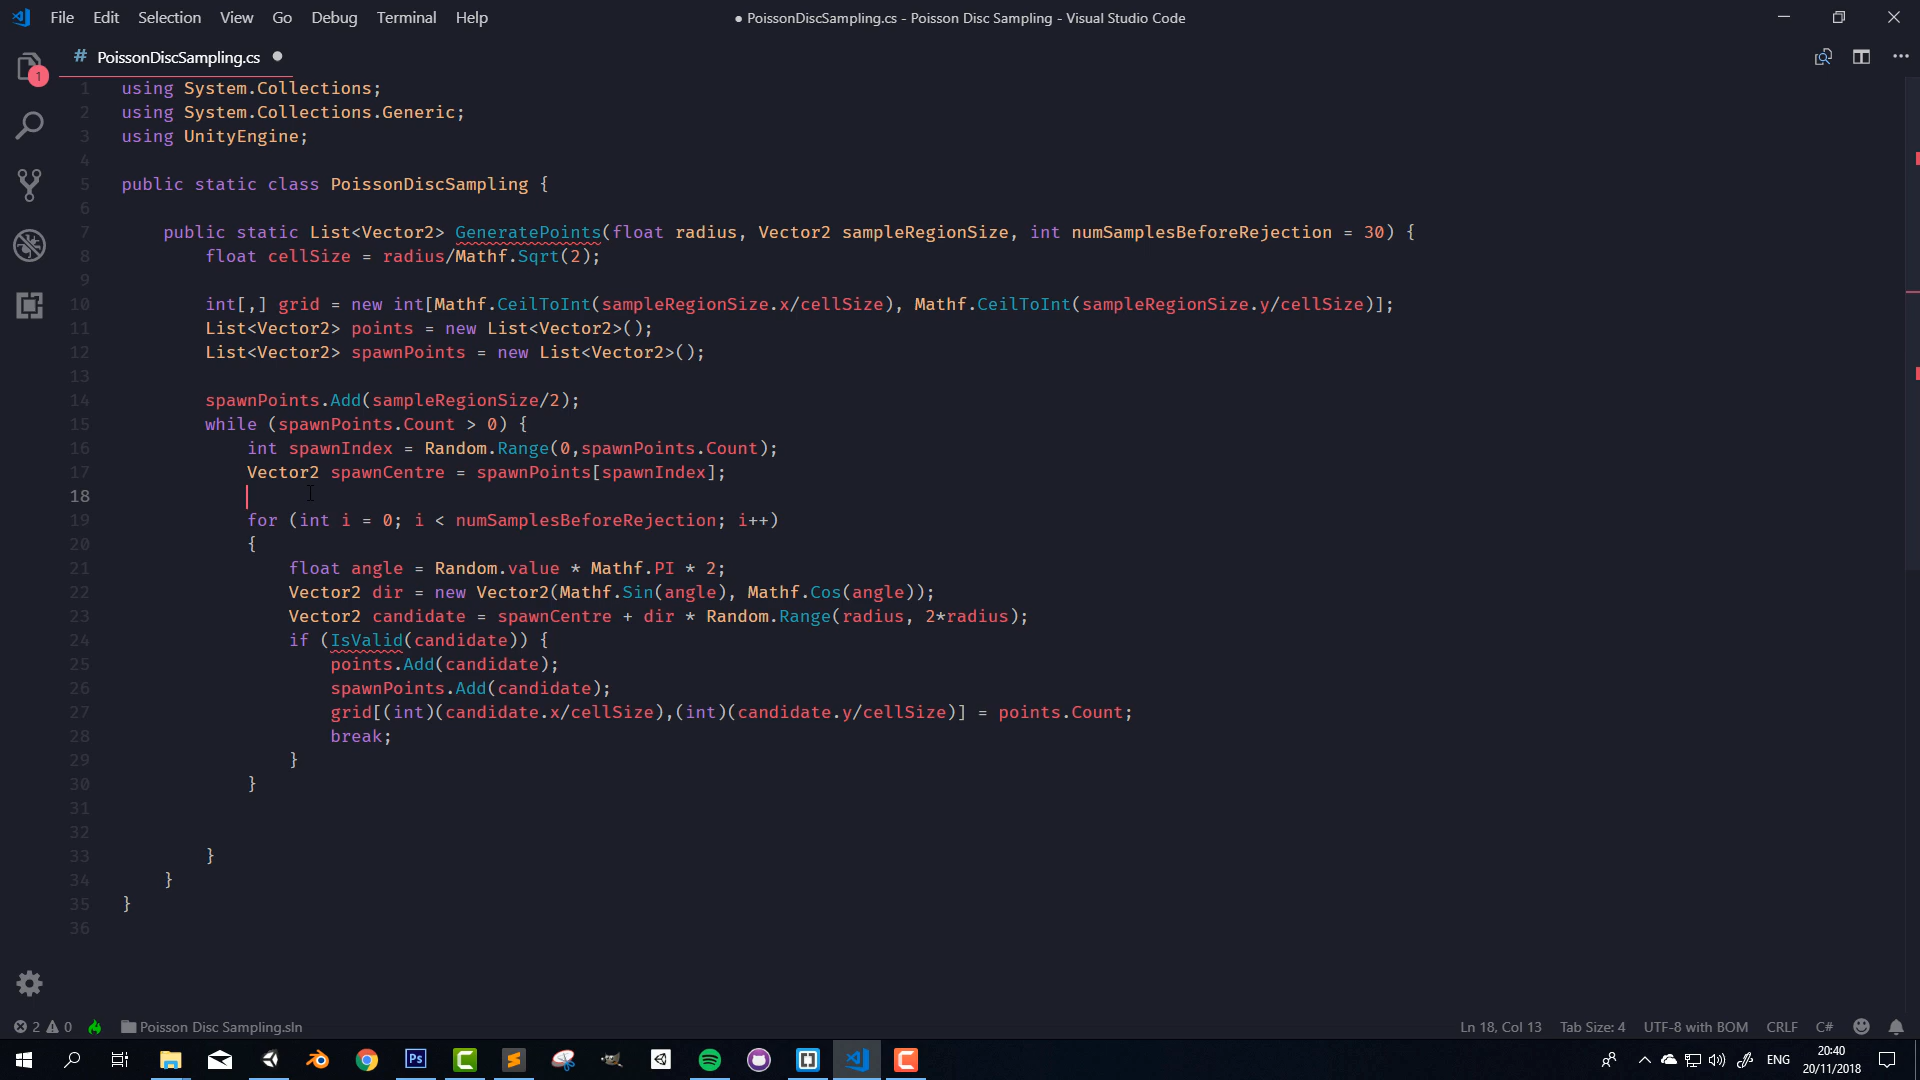 File Edit Selection View Go Debug Terminal Help
● PoissonDiscSampling.cs - Poisson Disc Sampling - Visual Studio Code
# PoissonDiscSampling.cs ●
1
1 using System.Collections;
2 using System.Collections.Generic;
3 using UnityEngine;
4
5 public static class PoissonDiscSampling {
6
7 public static List<Vector2> GeneratePoints(float radius, Vector2 sampleRegionSize, int numSamplesBeforeRejection = 30) {
8 float cellSize = radius/Mathf.Sqrt(2);
9
10 int[,] grid = new int[Mathf.CeilToInt(sampleRegionSize.x/cellSize), Mathf.CeilToInt(sampleRegionSize.y/cellSize)];
11 List<Vector2> points = new List<Vector2>();
12 List<Vector2> spawnPoints = new List<Vector2>();
13
14 spawnPoints.Add(sampleRegionSize/2);
15 while (spawnPoints.Count > 0) {
16 int spawnIndex = Random.Range(0,spawnPoints.Count);
17 Vector2 spawnCentre = spawnPoints[spawnIndex];
18
19 for (int i = 0; i < numSamplesBeforeRejection; i++)
20 {
21 float angle = Random.value * Mathf.PI * 2;
22 Vector2 dir = new Vector2(Mathf.Sin(angle), Mathf.Cos(angle));
23 Vector2 candidate = spawnCentre + dir * Random.Range(radius, 2*radius);
24 if (IsValid(candidate)) {
25 points.Add(candidate);
26 spawnPoints.Add(candidate);
27 grid[(int)(candidate.x/cellSize),(int)(candidate.y/cellSize)] = points.Count;
28 break;
29 }
30 }
31
32
33 }
34 }
35 }
36
2 0 Poisson Disc Sampling.sln Ln 18, Col 13 Tab Size: 4 UTF-8 with BOM CRLF C#
Ps ENG 20:40
20/11/2018